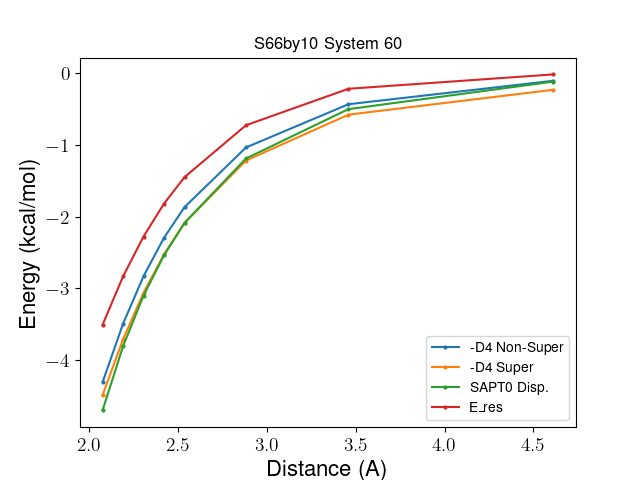 S66by10 System 60
Energy (kcal/mol)
0
−1
−2
−3
−4
2.0 2.5 3.0 3.5 4.0 4.5
Distance (A)
-D4 Non-Super
-D4 Super
SAPT0 Disp.
E_res